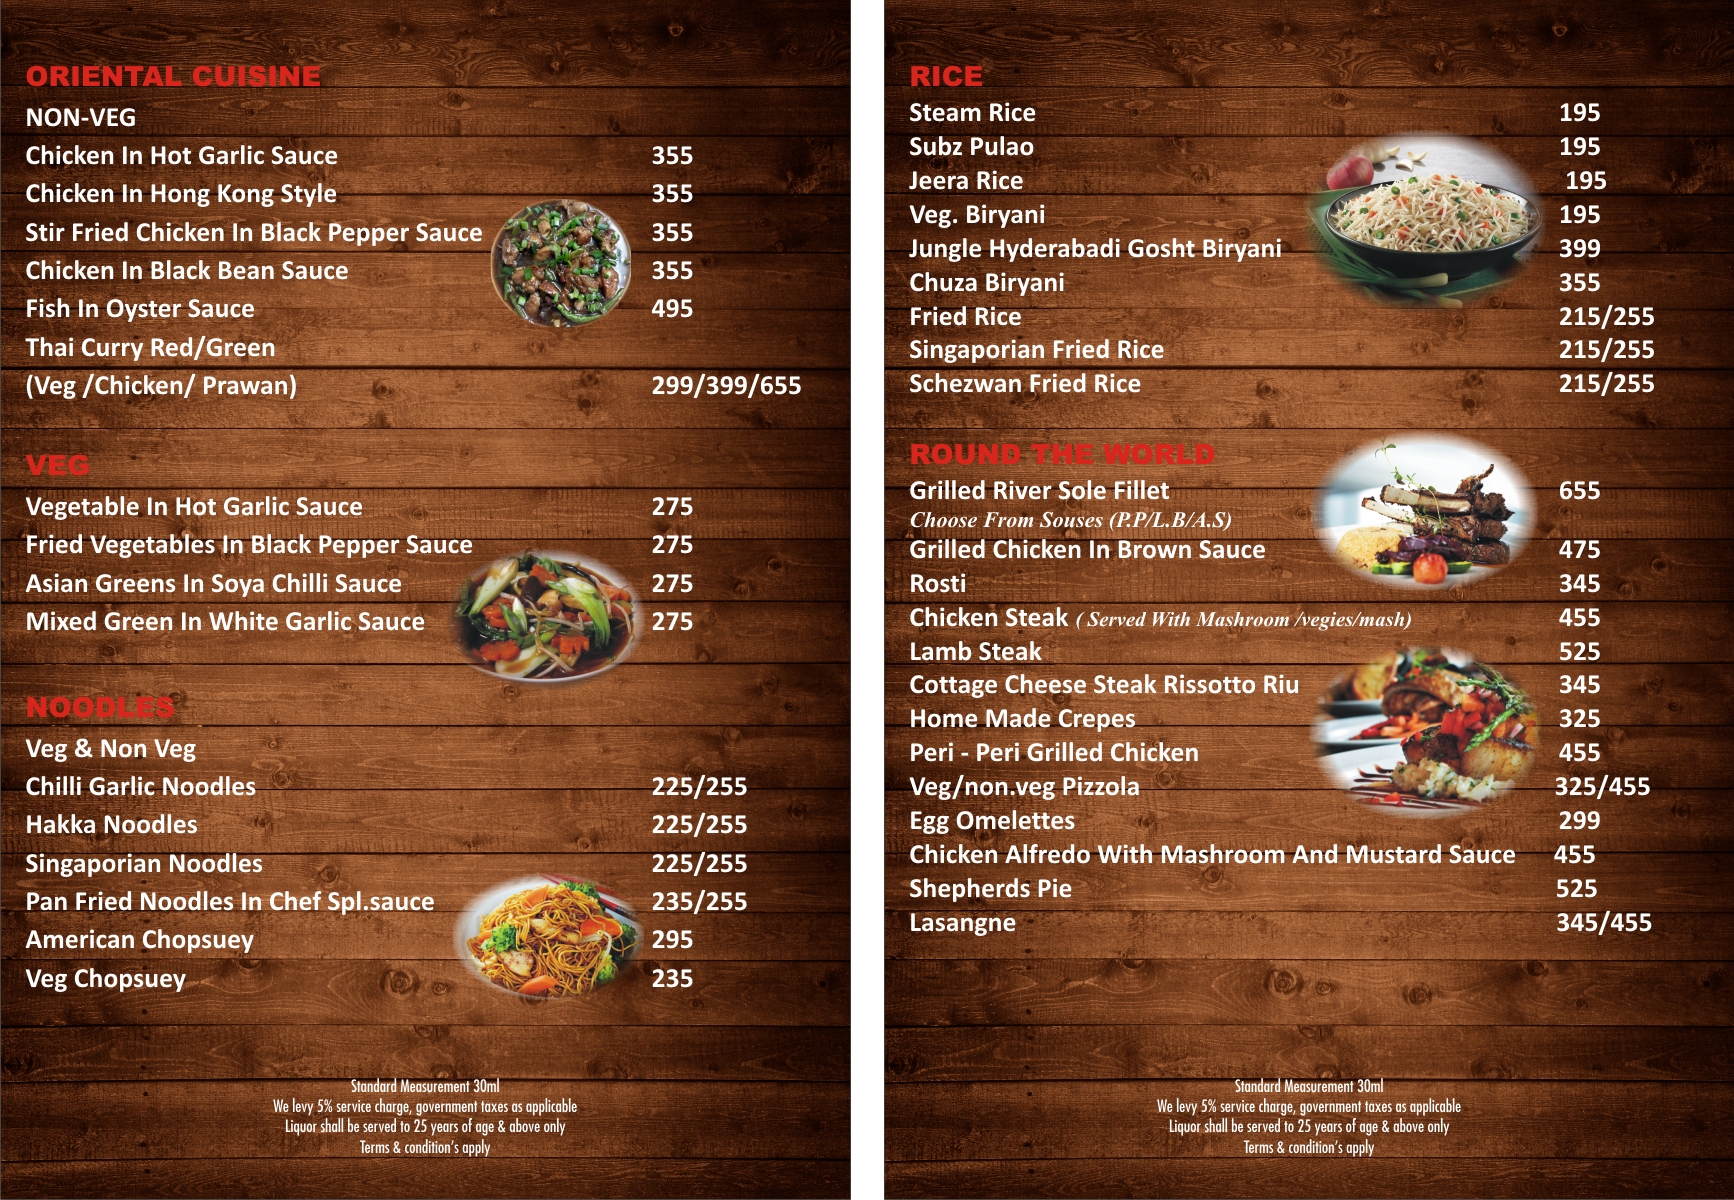 ORIENTAL CUISINE
NON-VEG
Chicken In Hot Garlic Sauce 355
Chicken In Hong Kong Style 355
Stir Fried Chicken In Black Pepper Sauce 355
Chicken In Black Bean Sauce 355
Fish In Oyster Sauce 495
Thai Curry Red/Green
(Veg /Chicken/ Prawan) 299/399/655
VEG
Vegetable In Hot Garlic Sauce 275
Fried Vegetables In Black Pepper Sauce 275
Asian Greens In Soya Chilli Sauce 275
Mixed Green In White Garlic Sauce 275
NOODLES
Veg & Non Veg
Chilli Garlic Noodles 225/255
Hakka Noodles 225/255
Singaporian Noodles 225/255
Pan Fried Noodles In Chef Spl.sauce 235/255
American Chopsuey 295
Veg Chopsuey 235
Standard Measurement 30ml
We levy 5% service charge, government taxes as applicable
Liquor shall be served to 25 years of age & above only
Terms & condition's apply
RICE
Steam Rice 195
Subz Pulao 195
Jeera Rice 195
Veg. Biryani 195
Jungle Hyderabadi Gosht Biryani 399
Chuza Biryani 355
Fried Rice 215/255
Singaporian Fried Rice 215/255
Schezwan Fried Rice 215/255
ROUND THE WORLD
Grilled River Sole Fillet 655
Choose From Souses (P.P/L.B/A.S)
Grilled Chicken In Brown Sauce 475
Rosti 345
Chicken Steak ( Served With Mashroom /vegies/mash) 455
Lamb Steak 525
Cottage Cheese Steak Rissotto Riu 345
Home Made Crepes 325
Peri - Peri Grilled Chicken 455
Veg/non.veg Pizzola 325/455
Egg Omelettes 299
Chicken Alfredo With Mashroom And Mustard Sauce 455
Shepherds Pie 525
Lasangne 345/455
Standard Measurement 30ml
We levy 5% service charge, government taxes as applicable
Liquor shall be served to 25 years of age & above only
Terms & condition's apply